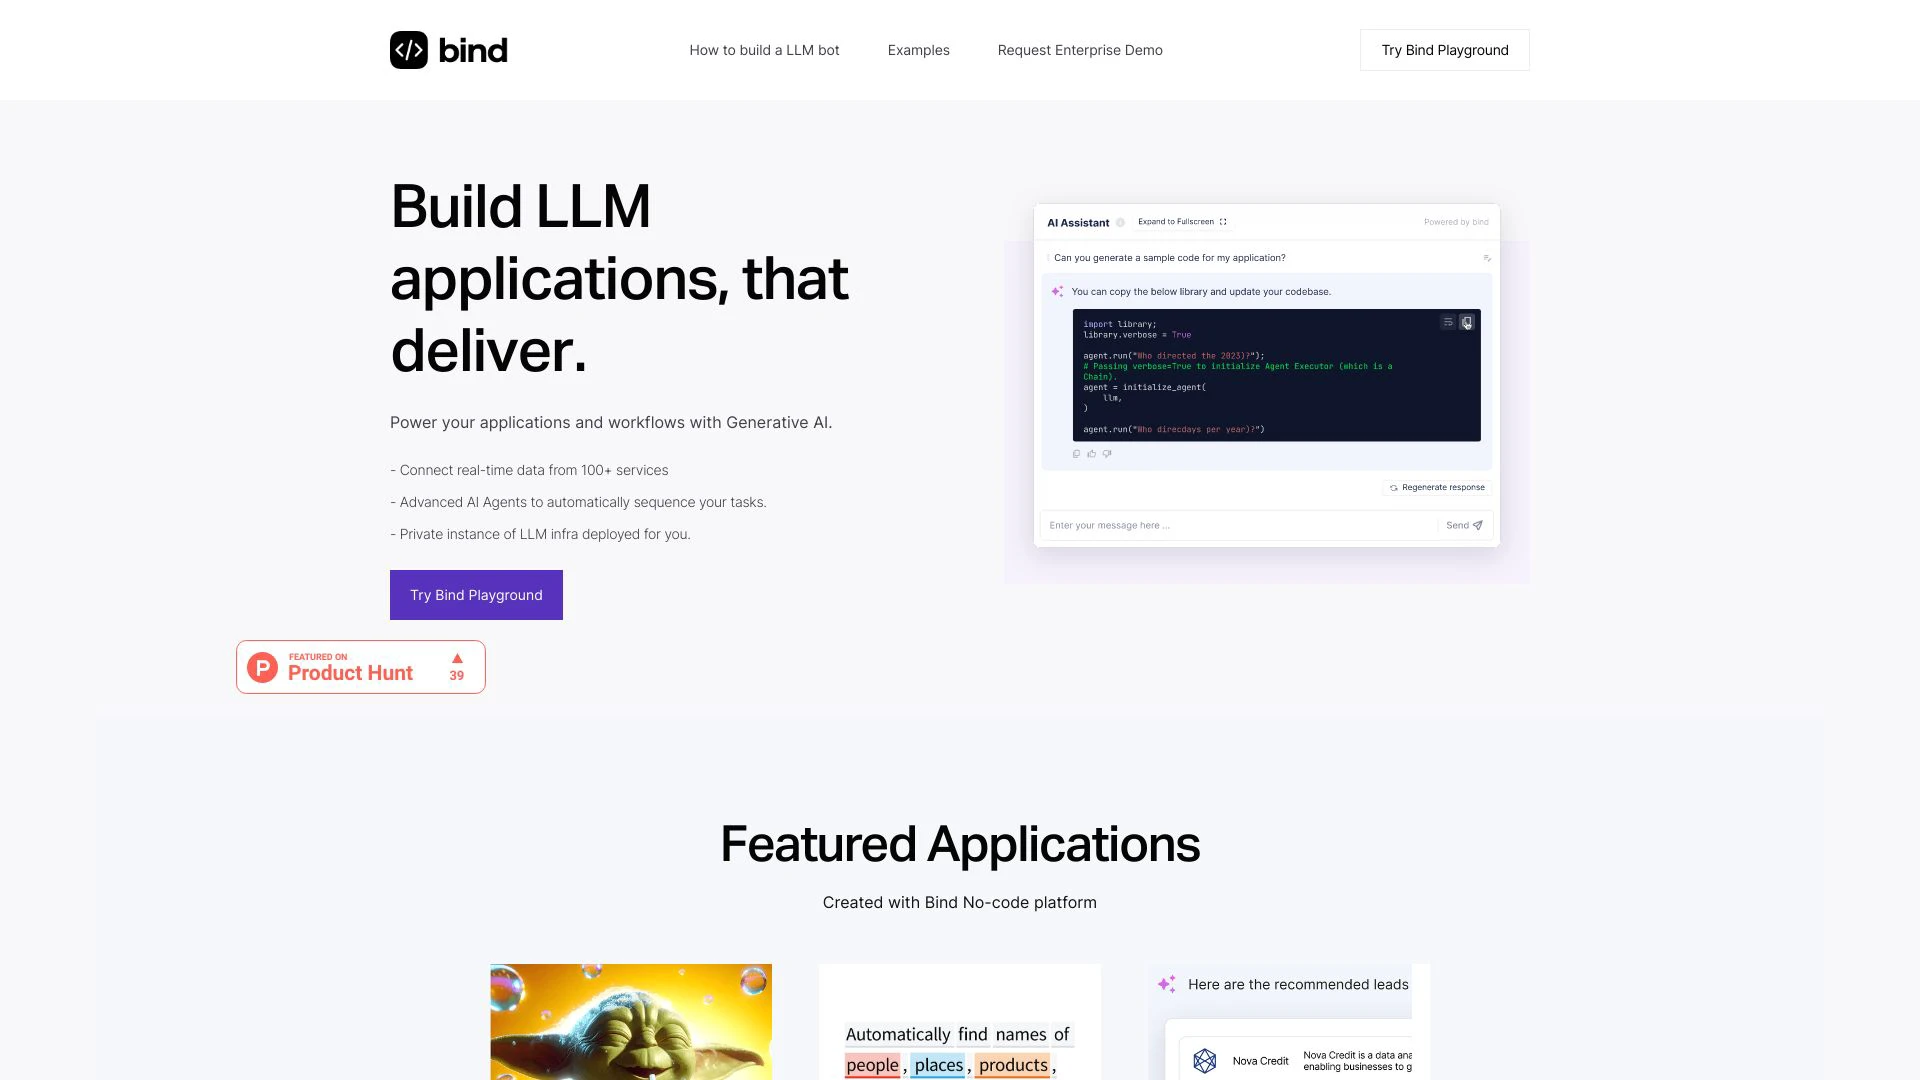 bind
How to build a LLM bot
Examples
Request Enterprise Demo
Try Bind Playground
Build LLM
applications, that
deliver.
Power your applications and workflows with Generative AI.
- Connect real-time data from 100+ services
- Advanced AI Agents to automatically sequence your tasks.
- Private instance of LLM infra deployed for you.
Try Bind Playground
FEATURED ON
Product Hunt
39
AI Assistant
Expand to Fullscreen
Powered by bind
Can you generate a sample code for my application?
You can copy the below library and update your codebase.
import library;
library.verbose = True
agent.run("Who directed the 2023)?");
# Passing verbose=True to initialize Agent Executor (which is a
Chain).
agent = initialize_agent(
llm,
)
agent.run("Who direcdays per year)?")
Regenerate response
Enter your message here ...
Send
Featured Applications
Created with Bind No-code platform
Automatically find names of
people, places, products,
Here are the recommended leads
Nova Credit
Nova Credit is a data ana
enabling businesses to g